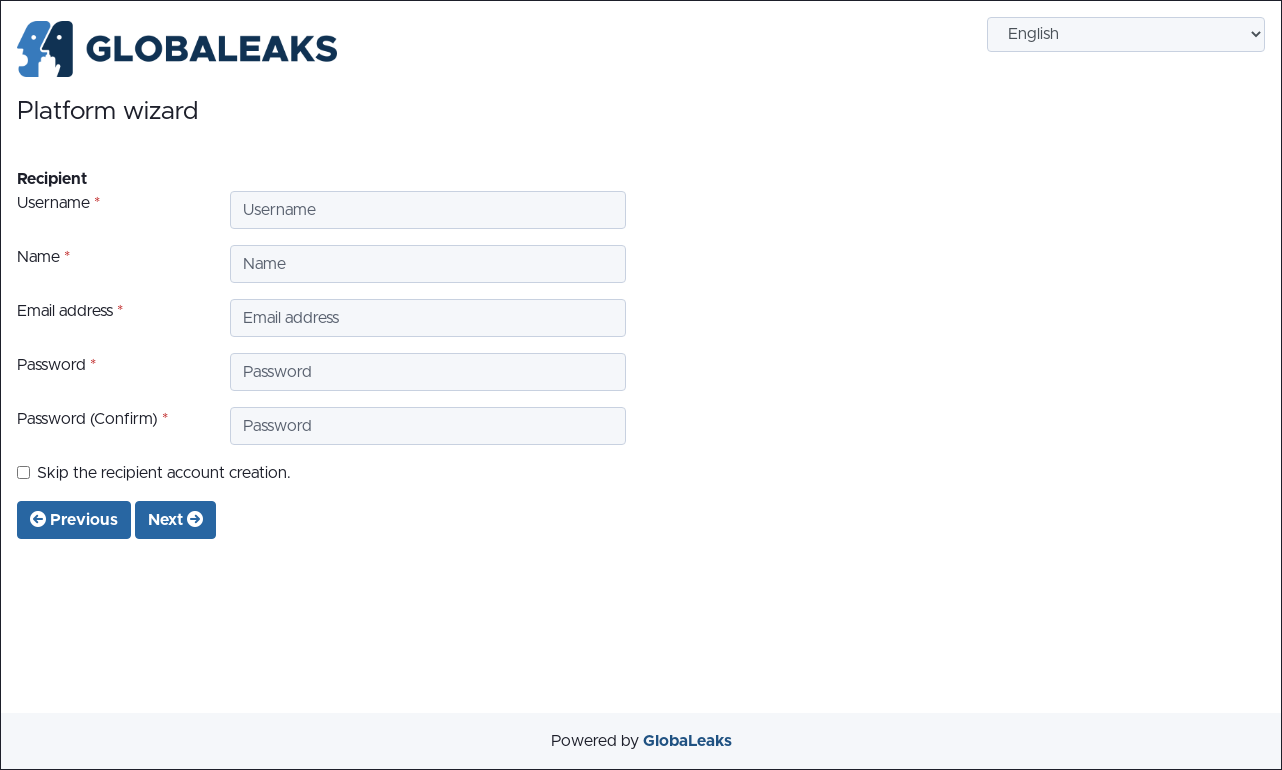 GLOBALEAKS
English
Platform wizard
Recipient
Username *
Username
Name *
Name
Email address *
Email address
Password *
Password
Password (Confirm) *
Password
Skip the recipient account creation.
Previous Next
Powered by GlobaLeaks